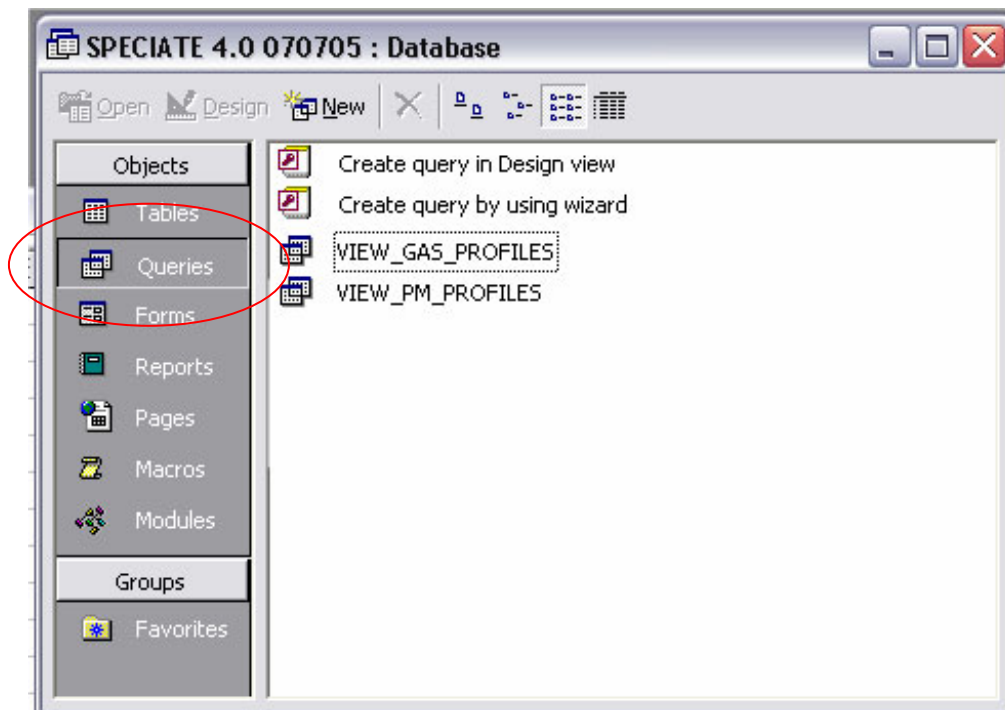 SPECIATE 4.0 070705 : Database
Open Design New
Objects
Tables
Queries
Forms
Reports
Pages
Macros
Modules
Groups
Favorites
Create query in Design view
Create query by using wizard
VIEW_GAS_PROFILES
VIEW_PM_PROFILES